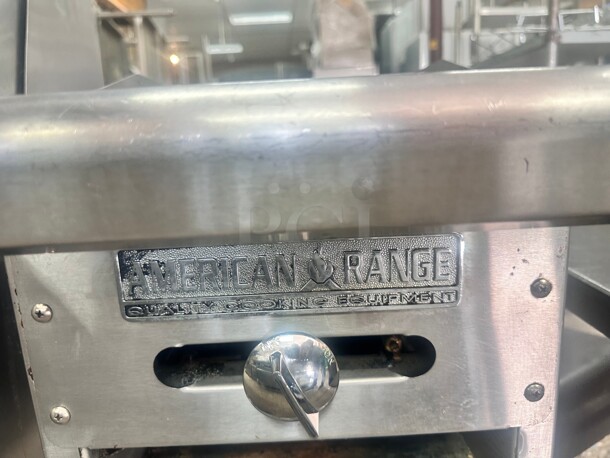 AMERICAN RANGE
QUALITY COOKING EQUIPMENT